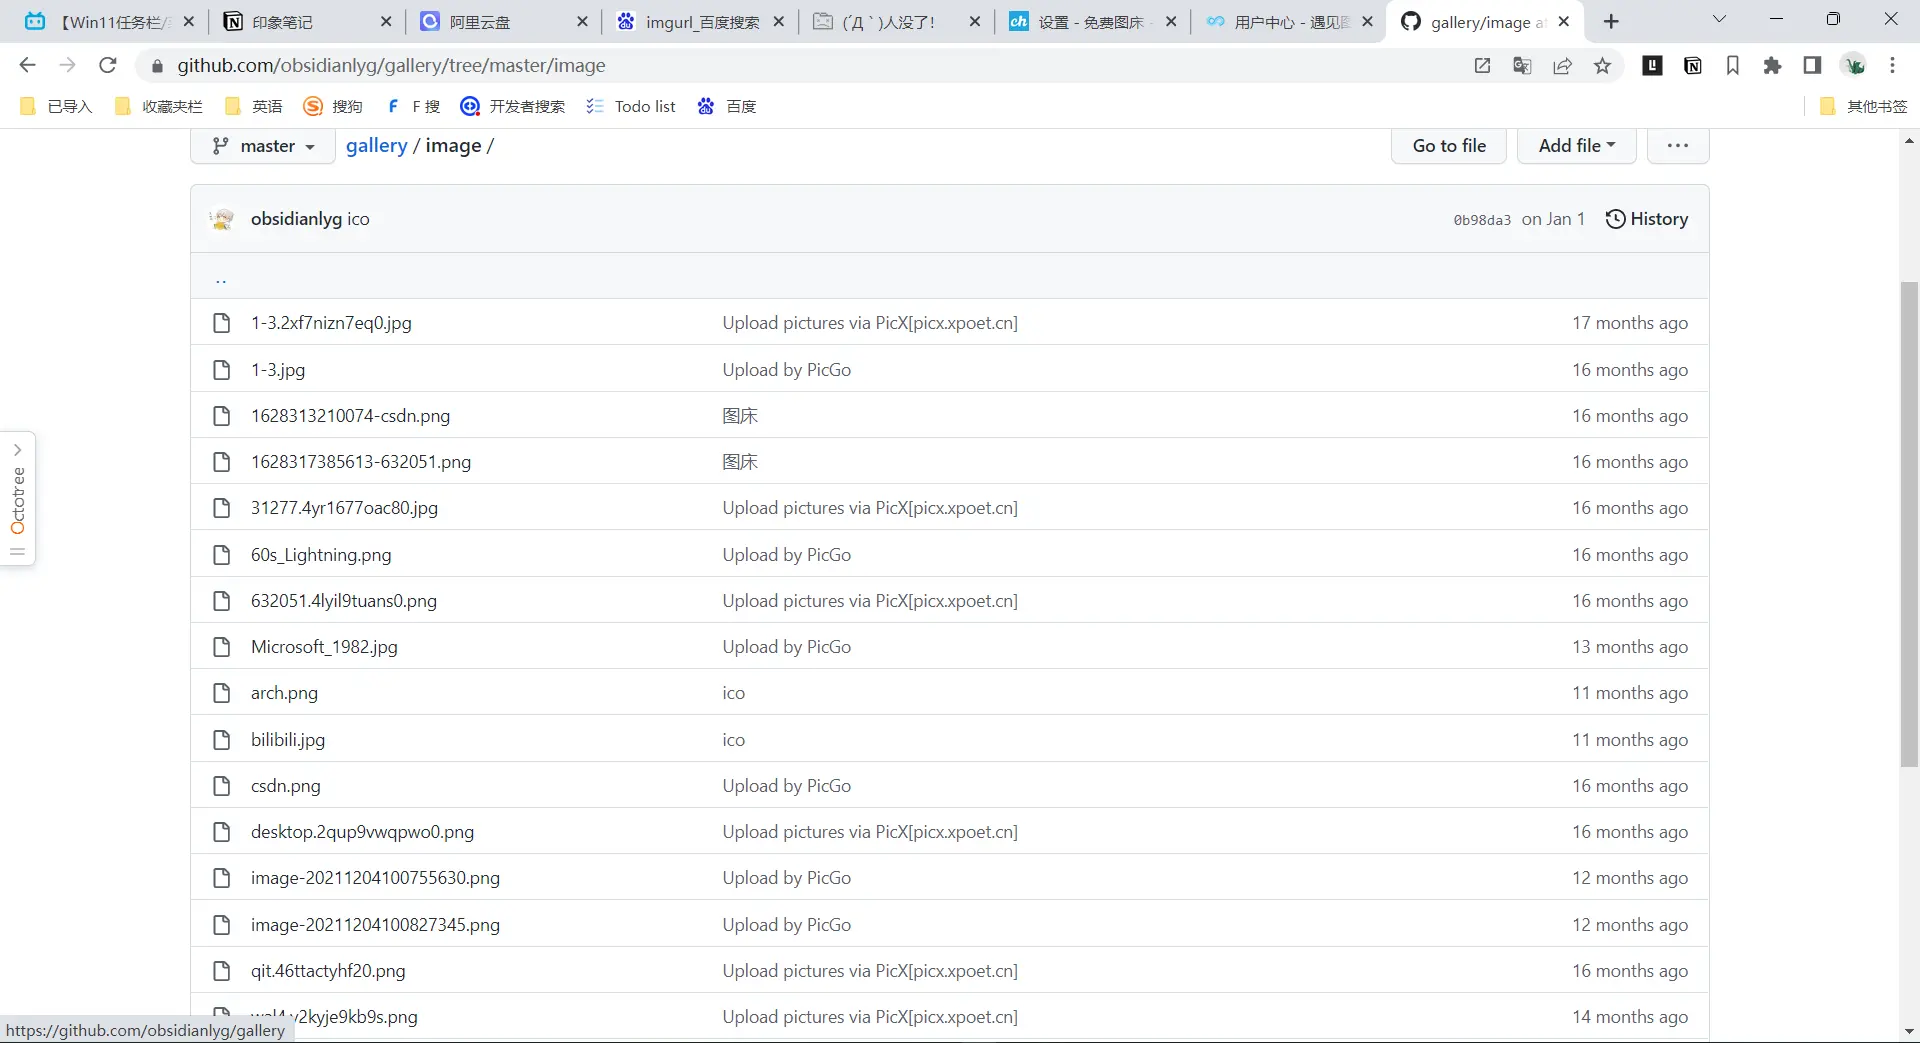 【Win11任务栏/
印象笔记
阿里云盘
imgurl_百度搜索
(´Д｀)人没了!
设置 - 免费图床
用户中心 - 遇见图
gallery/image at
github.com/obsidianlyg/gallery/tree/master/image
已导入 收藏夹栏 英语 搜狗 F 搜 开发者搜索 Todo list 百度 其他书签
master gallery / image / Go to file Add file
obsidianlyg ico 0b98da3 on Jan 1 History
..
1-3.2xf7nizn7eq0.jpg Upload pictures via PicX[picx.xpoet.cn] 17 months ago
1-3.jpg Upload by PicGo 16 months ago
1628313210074-csdn.png 图床 16 months ago
1628317385613-632051.png 图床 16 months ago
31277.4yr1677oac80.jpg Upload pictures via PicX[picx.xpoet.cn] 16 months ago
60s_Lightning.png Upload by PicGo 16 months ago
632051.4lyil9tuans0.png Upload pictures via PicX[picx.xpoet.cn] 16 months ago
Microsoft_1982.jpg Upload by PicGo 13 months ago
arch.png ico 11 months ago
bilibili.jpg ico 11 months ago
csdn.png Upload by PicGo 16 months ago
desktop.2qup9vwqpwo0.png Upload pictures via PicX[picx.xpoet.cn] 16 months ago
image-20211204100755630.png Upload by PicGo 12 months ago
image-20211204100827345.png Upload by PicGo 12 months ago
qit.46ttactyhf20.png Upload pictures via PicX[picx.xpoet.cn] 16 months ago
Upload pictures via PicX[picx.xpoet.cn] 14 months ago
Octotree
https://github.com/obsidianlyg/gallery